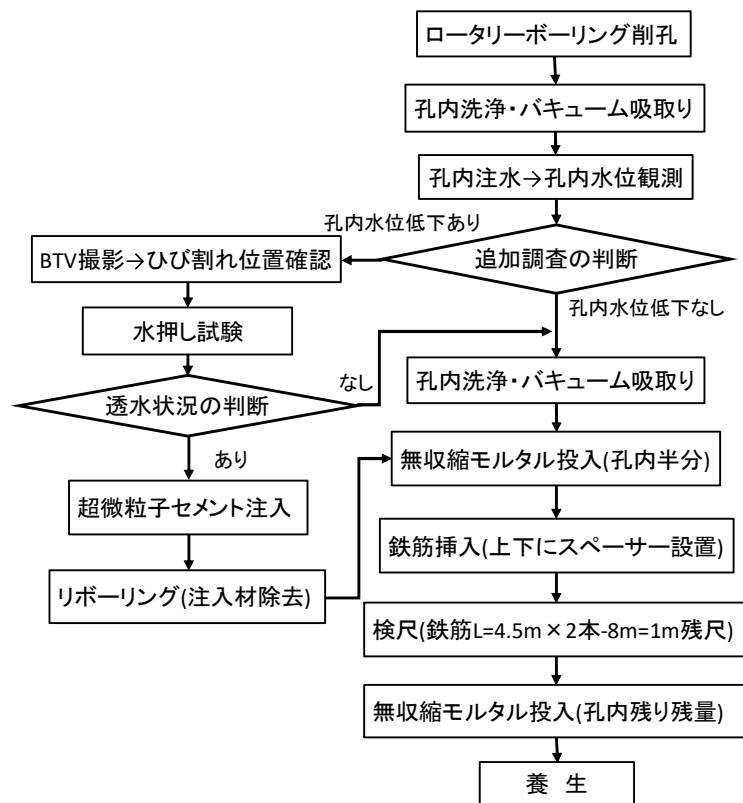 ロータリーボーリング削孔
孔内洗浄・バキューム吸取り
孔内注水→孔内水位観測
孔内水位低下あり
追加調査の判断
BTV撮影→ひび割れ位置確認
孔内水位低下なし
水押し試験
なし
孔内洗浄・バキューム吸取り
透水状況の判断
あり
無収縮モルタル投入(孔内半分)
超微粒子セメント注入
鉄筋挿入(上下にスペーサー設置)
リボーリング(注入材除去)
検尺(鉄筋L=4.5m×2本-8m=1m残尺)
無収縮モルタル投入(孔内残り残量)
養 生